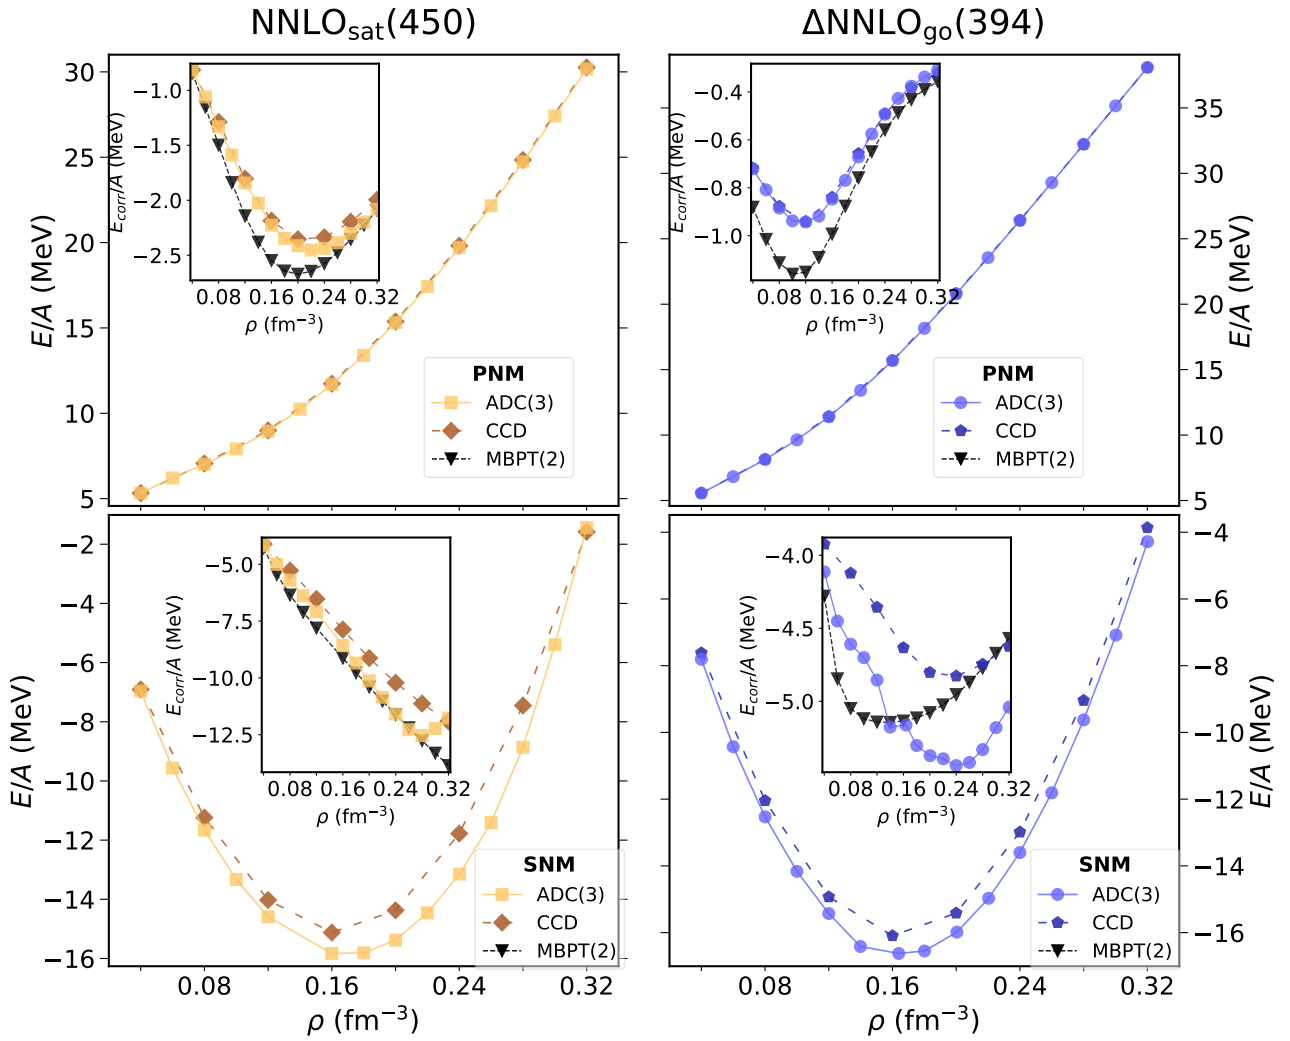 NNLO_sat(450)
ΔNNLO_go(394)
E/A (MeV)
30
25
20
15
10
5
E_corr/A (MeV)
−1.0
−1.5
−2.0
−2.5
0.08 0.16 0.24 0.32
ρ (fm⁻³)
PNM
ADC(3)
CCD
MBPT(2)
E_corr/A (MeV)
−0.4
−0.6
−0.8
−1.0
0.08 0.16 0.24 0.32
ρ (fm⁻³)
PNM
ADC(3)
CCD
MBPT(2)
35
30
25
20
15
10
5
E/A (MeV)
E/A (MeV)
−2
−4
−6
−8
−10
−12
−14
−16
E_corr/A (MeV)
−5.0
−7.5
−10.0
−12.5
0.08 0.16 0.24 0.32
ρ (fm⁻³)
SNM
ADC(3)
CCD
MBPT(2)
0.08 0.16 0.24 0.32
ρ (fm⁻³)
E_corr/A (MeV)
−4.0
−4.5
−5.0
0.08 0.16 0.24 0.32
ρ (fm⁻³)
SNM
ADC(3)
CCD
MBPT(2)
−4
−6
−8
−10
−12
−14
−16
E/A (MeV)
0.08 0.16 0.24 0.32
ρ (fm⁻³)